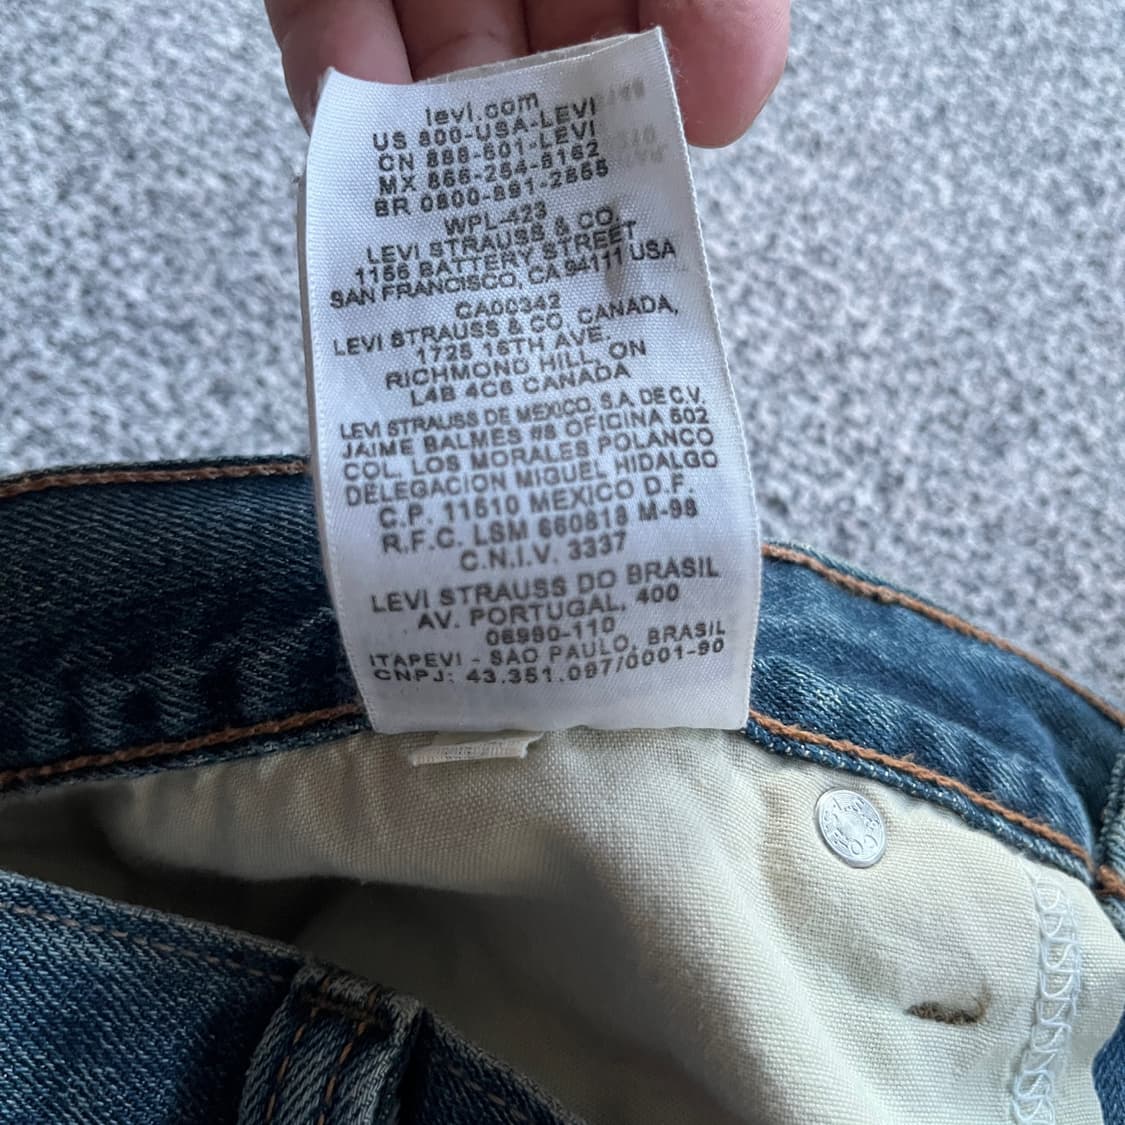 levi.com
US 800-USA-LEVI
CN 888-501-LEVI
MX 866-254-8162
BR 0800-891-2855
WPL-423
LEVI STRAUSS & CO.
1155 BATTERY STREET
SAN FRANCISCO, CA 94111 USA
CA00342
LEVI STRAUSS & CO. CANADA,
1725 16TH AVE.
RICHMOND HILL, ON
L4B 4C6 CANADA
LEVI STRAUSS DE MEXICO, S.A. DE C.V.
JAIME BALMES #8 OFICINA 602
COL. LOS MORALES POLANCO
DELEGACION MIGUEL HIDALGO
C.P. 11510 MEXICO D.F.
R.F.C. LSM 660818 M-98
C.N.I.V. 3337
LEVI STRAUSS DO BRASIL
AV. PORTUGAL, 400
06690-110
ITAPEVI - SAO PAULO, BRASIL
CNPJ: 43.351.097/0001-90